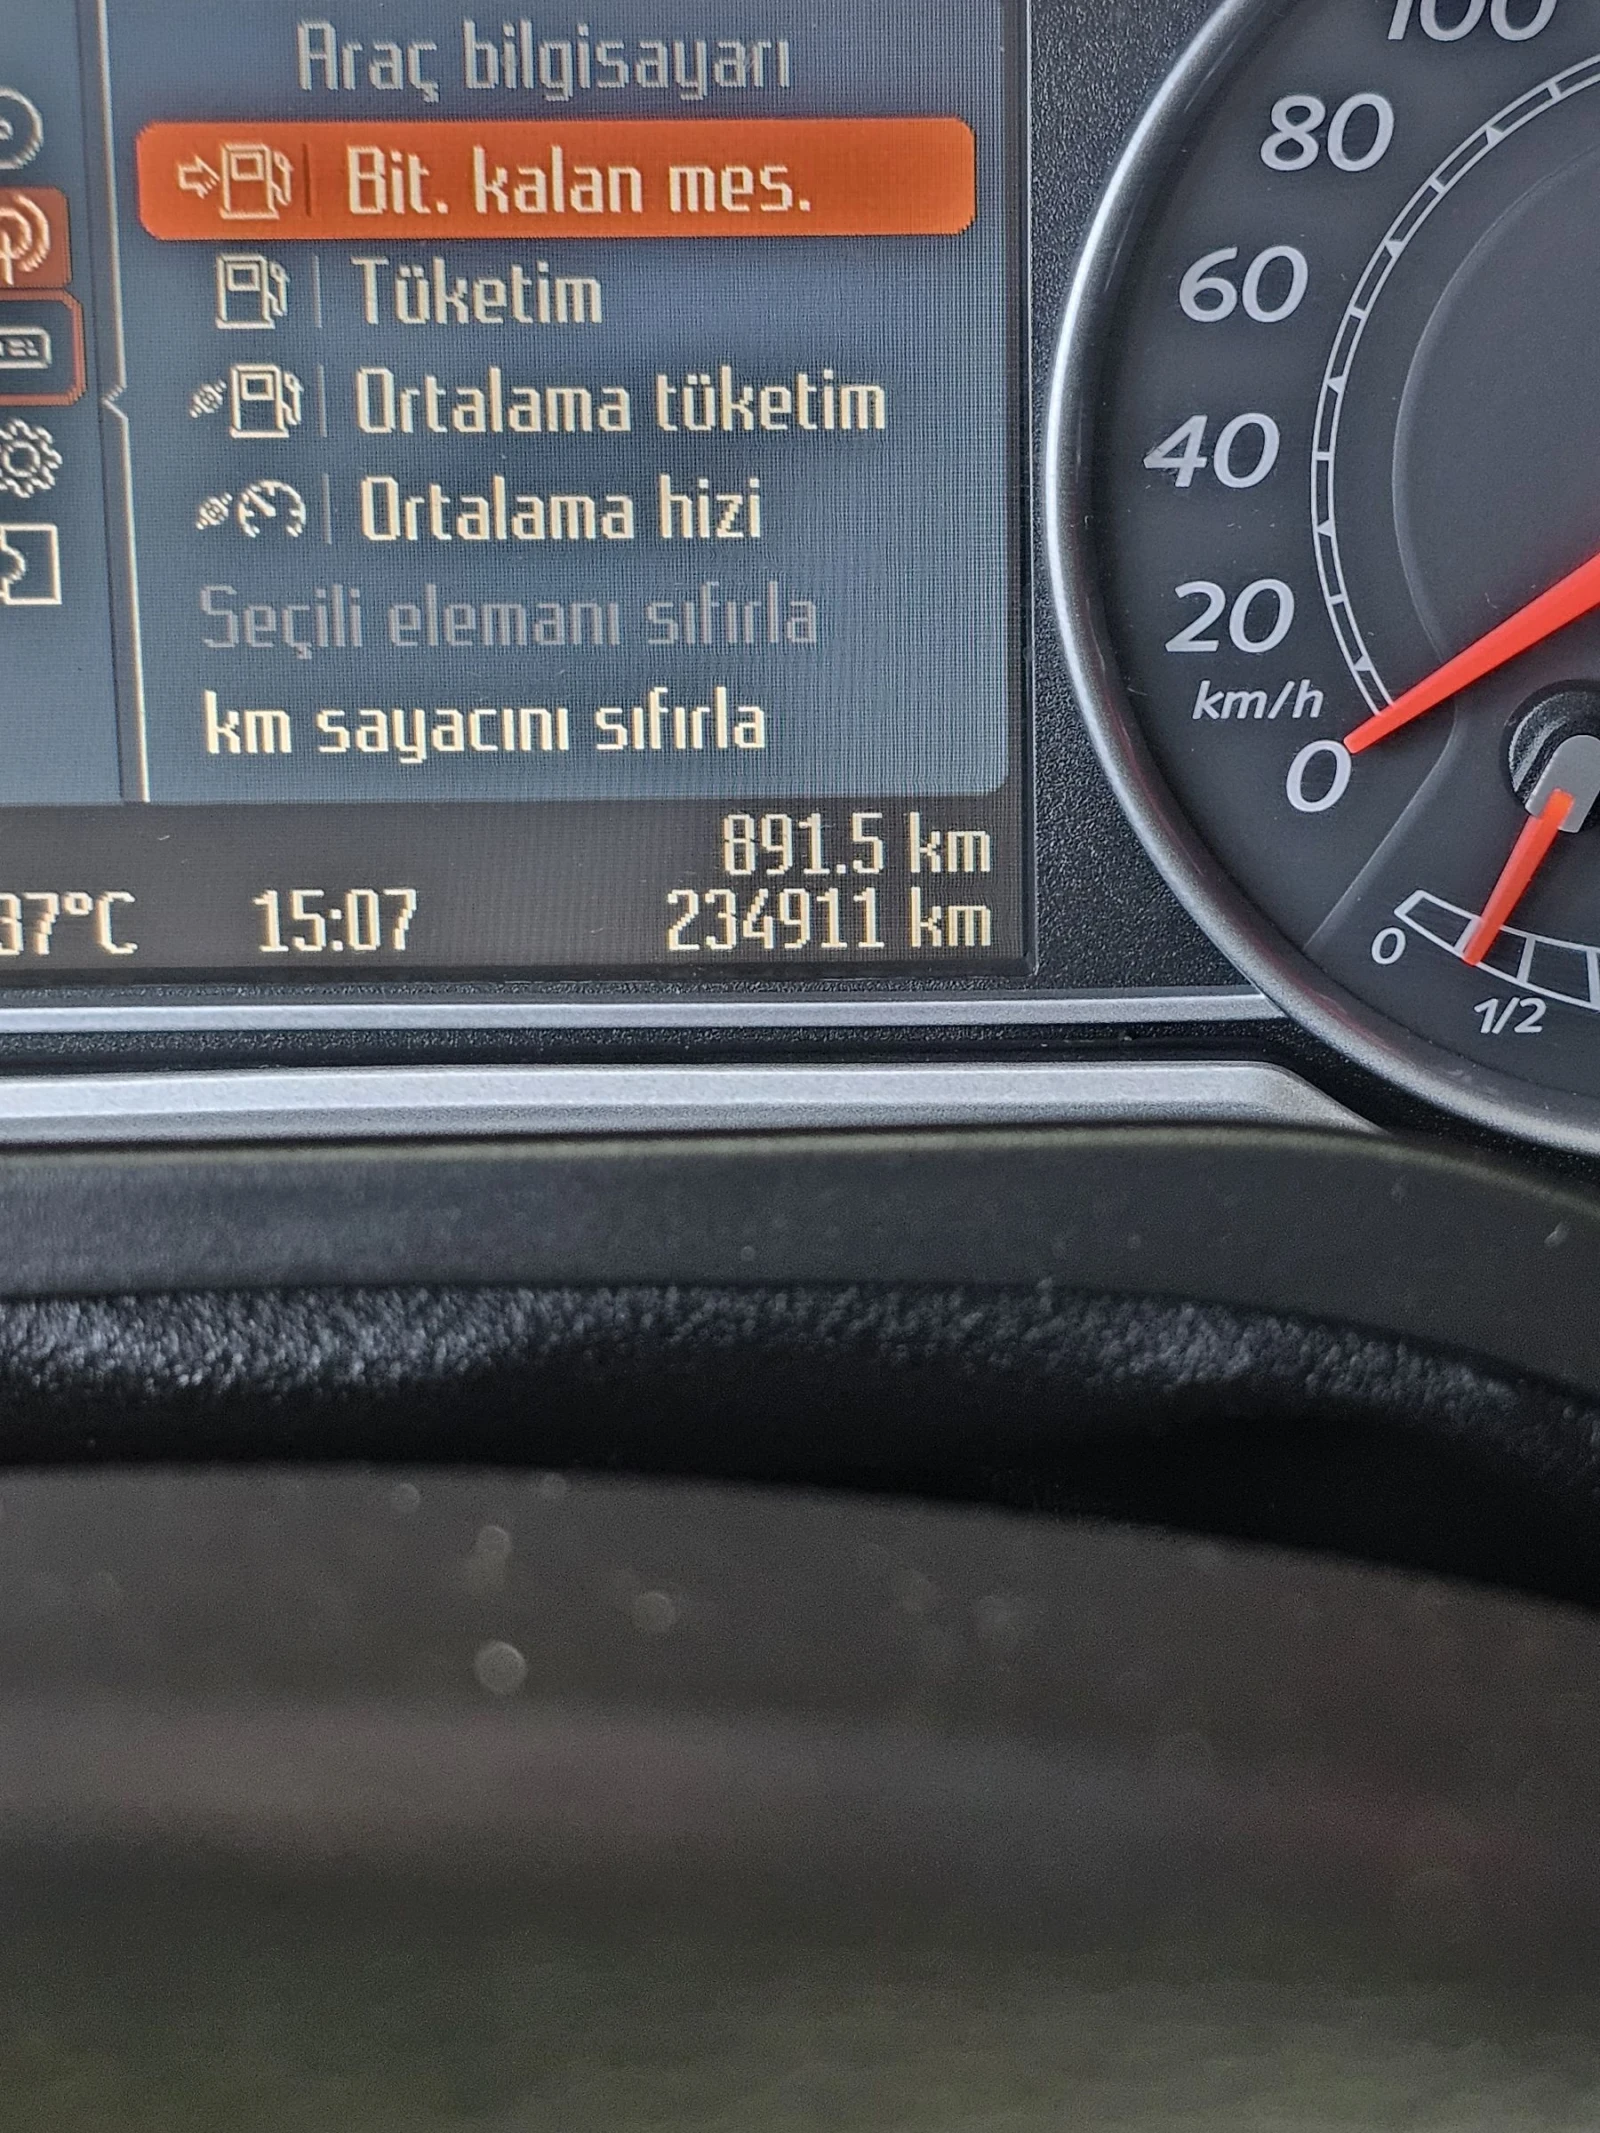 Araç bilgisayarı
Bit. kalan mes.
Tüketim
Ortalama tüketim
Ortalama hizi
Seçili elemanı sıfırla
km sayacını sıfırla
891.5 km
37°C 15:07 234911 km
100
80
60
40
20
km/h
0
0
1/2